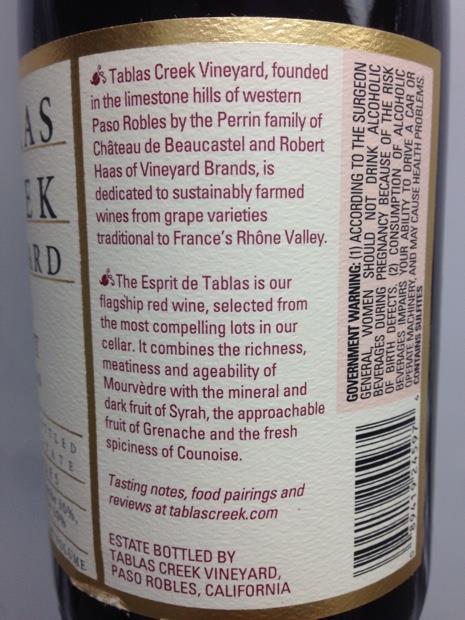 AS
EK
ARD
Tablas Creek Vineyard, founded
in the limestone hills of western
Paso Robles by the Perrin family of
Château de Beaucastel and Robert
Haas of Vineyard Brands, is
dedicated to sustainably farmed
wines from grape varieties
traditional to France's Rhône Valley.
The Esprit de Tablas is our
flagship red wine, selected from
the most compelling lots in our
cellar. It combines the richness,
meatiness and ageability of
Mourvèdre with the mineral and
dark fruit of Syrah, the approachable
fruit of Grenache and the fresh
spiciness of Counoise.
Tasting notes, food pairings and
reviews at tablascreek.com
ESTATE BOTTLED BY
TABLAS CREEK VINEYARD,
PASO ROBLES, CALIFORNIA
GOVERNMENT WARNING: (1) ACCORDING TO THE SURGEON
GENERAL, WOMEN SHOULD NOT DRINK ALCOHOLIC
BEVERAGES DURING PREGNANCY BECAUSE OF THE RISK
OF BIRTH DEFECTS. (2) CONSUMPTION OF ALCOHOLIC
BEVERAGES IMPAIRS YOUR ABILITY TO DRIVE A CAR OR
OPERATE MACHINERY, AND MAY CAUSE HEALTH PROBLEMS.
CONTAINS SULFITES